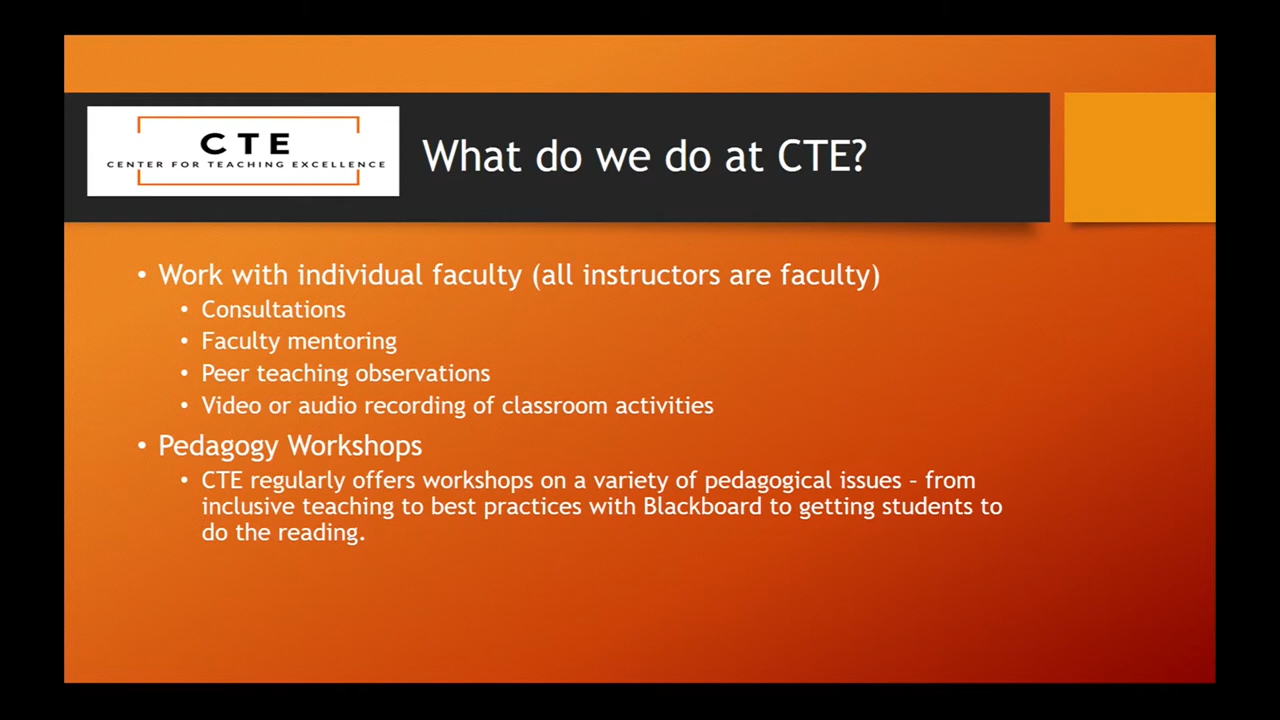 CTE
CENTER FOR TEACHING EXCELLENCE
What do we do at CTE?
• Work with individual faculty (all instructors are faculty)
• Consultations
• Faculty mentoring
• Peer teaching observations
• Video or audio recording of classroom activities
• Pedagogy Workshops
• CTE regularly offers workshops on a variety of pedagogical issues – from
inclusive teaching to best practices with Blackboard to getting students to
do the reading.